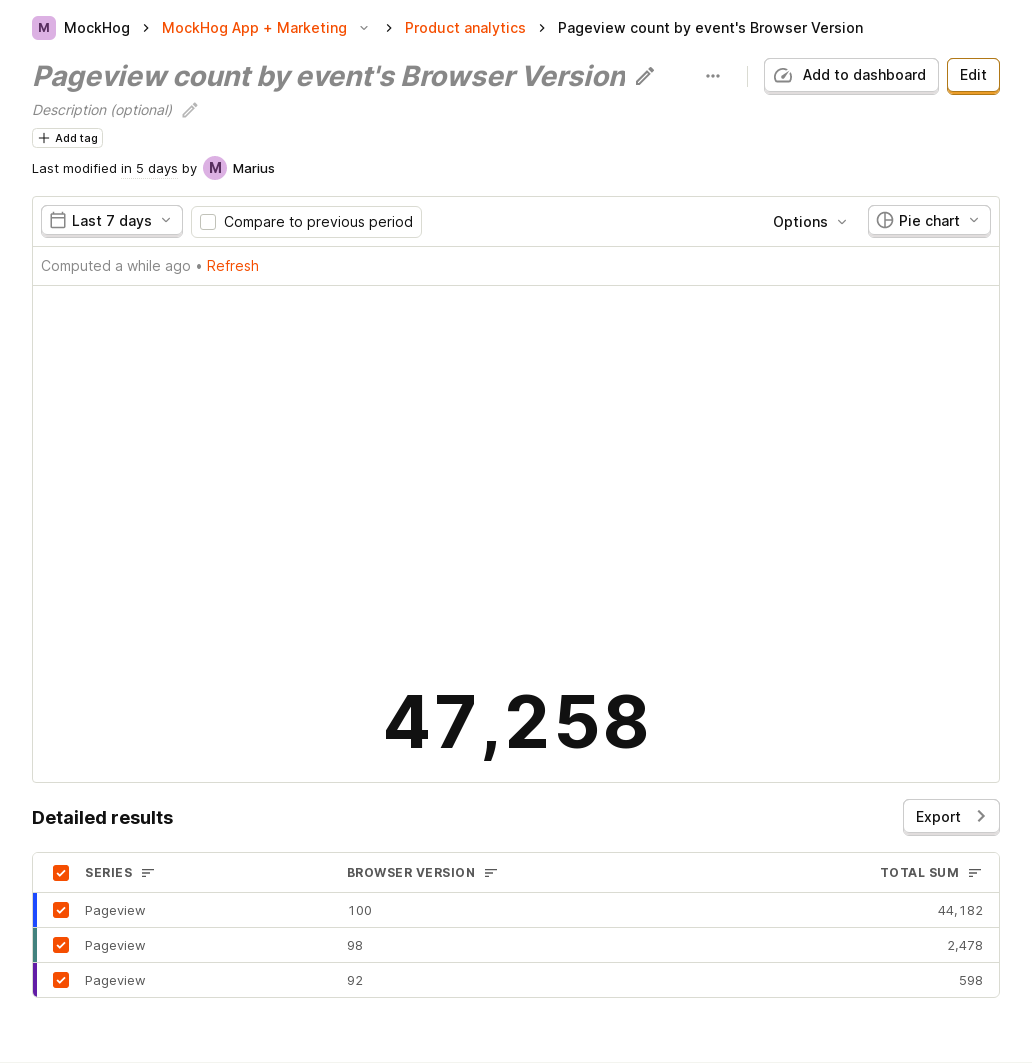 M MockHog > MockHog App + Marketing > Product analytics > Pageview count by event's Browser Version
Pageview count by event's Browser Version
Add to dashboard
Edit
Description (optional)
Add tag
Last modified in 5 days by M Marius
Last 7 days
Compare to previous period
Options
Pie chart
Computed a while ago • Refresh
47,258
Detailed results
Export
SERIES BROWSER VERSION TOTAL SUM
Pageview 100 44,182
Pageview 98 2,478
Pageview 92 598